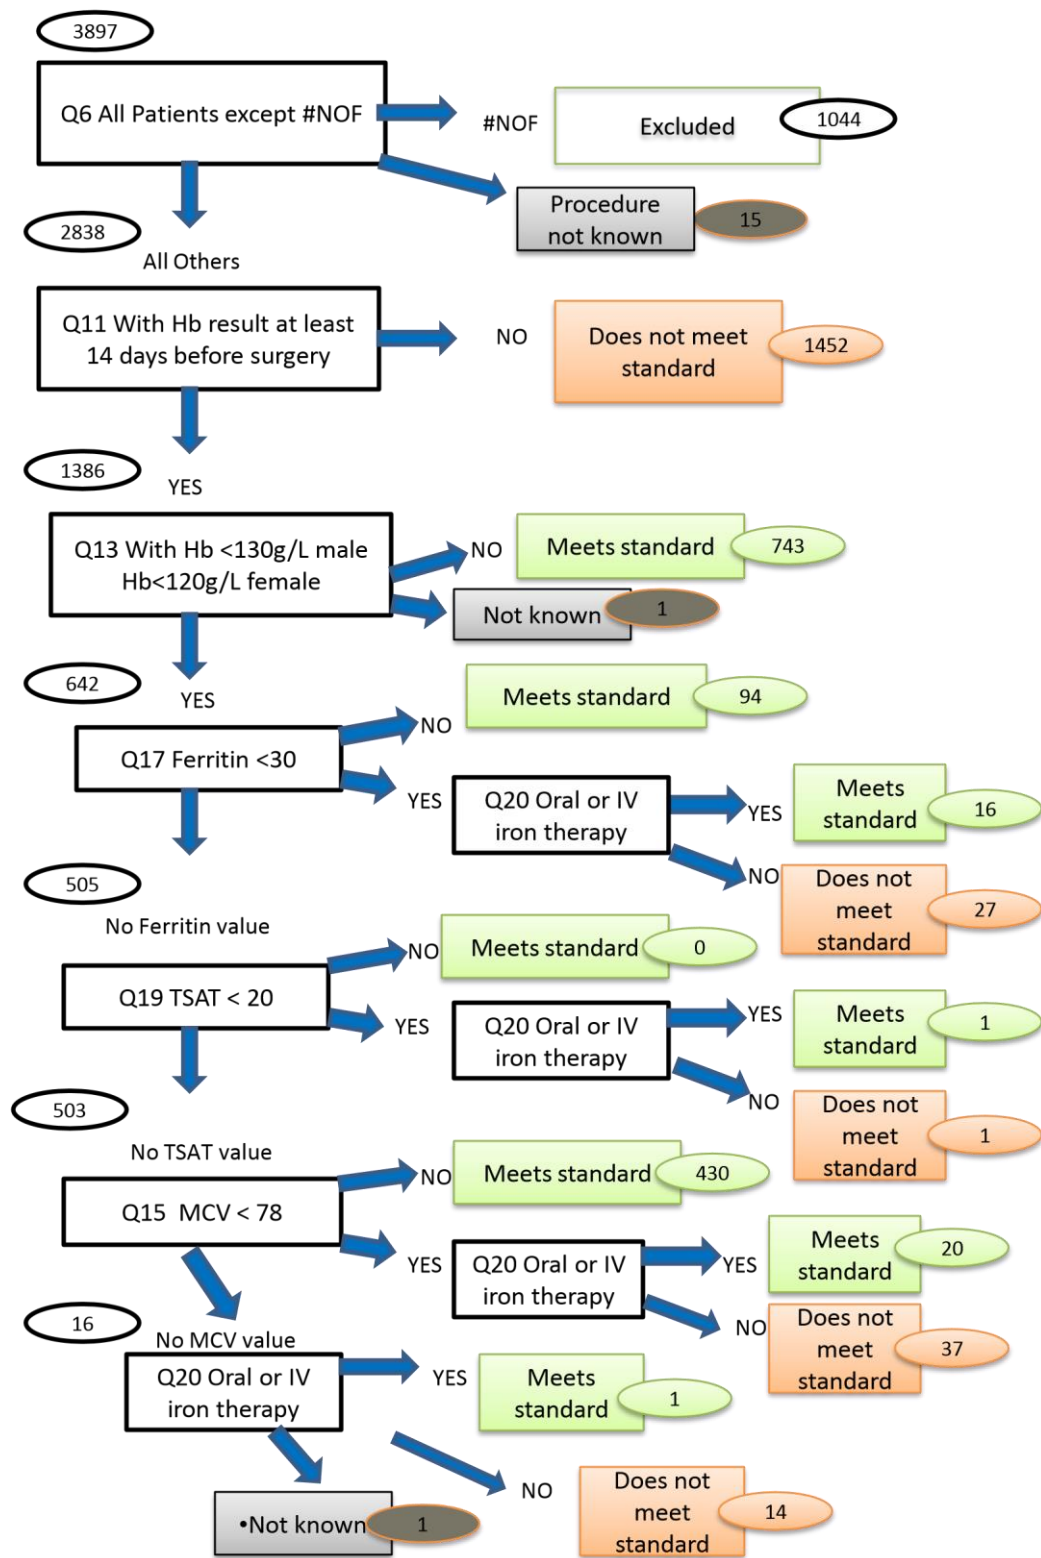 3897
Q6 All Patients except #NOF
#NOF
Excluded
1044
Procedure
not known
15
2838
All Others
Q11 With Hb result at least
14 days before surgery
NO
Does not meet
standard
1452
1386
YES
Q13 With Hb <130g/L male
Hb<120g/L female
NO
Meets standard
743
Not known
1
642
YES
Meets standard
94
NO
Q17 Ferritin <30
YES
Q20 Oral or IV
iron therapy
YES
Meets
standard
16
NO
Does not
meet
standard
27
505
No Ferritin value
NO
Meets standard
0
Q19 TSAT < 20
YES
Q20 Oral or IV
iron therapy
YES
Meets
standard
1
NO
Does not
meet
standard
1
503
No TSAT value
NO
Meets standard
430
Q15 MCV < 78
YES
Q20 Oral or IV
iron therapy
YES
Meets
standard
20
NO
Does not
meet
standard
37
16
No MCV value
Q20 Oral or IV
iron therapy
YES
Meets
standard
1
•Not known
1
NO
Does not
meet
standard
14